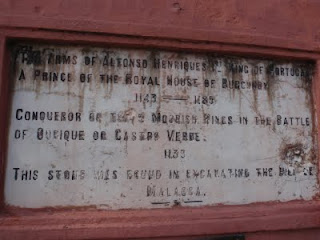 THE ARMS OF ALFONSO HENRIQUES 1ST KING OF PORTUGAL
A PRINCE OF THE ROYAL HOUSE OF BURGUNDY
1143 — 1185
CONQUEROR OF THE 5 MOORISH KINGS IN THE BATTLE
OF OURIQUE OR CASTRO VERDE.
1139
THIS STONE WAS FOUND IN EXCAVATING THE
MALACCA.